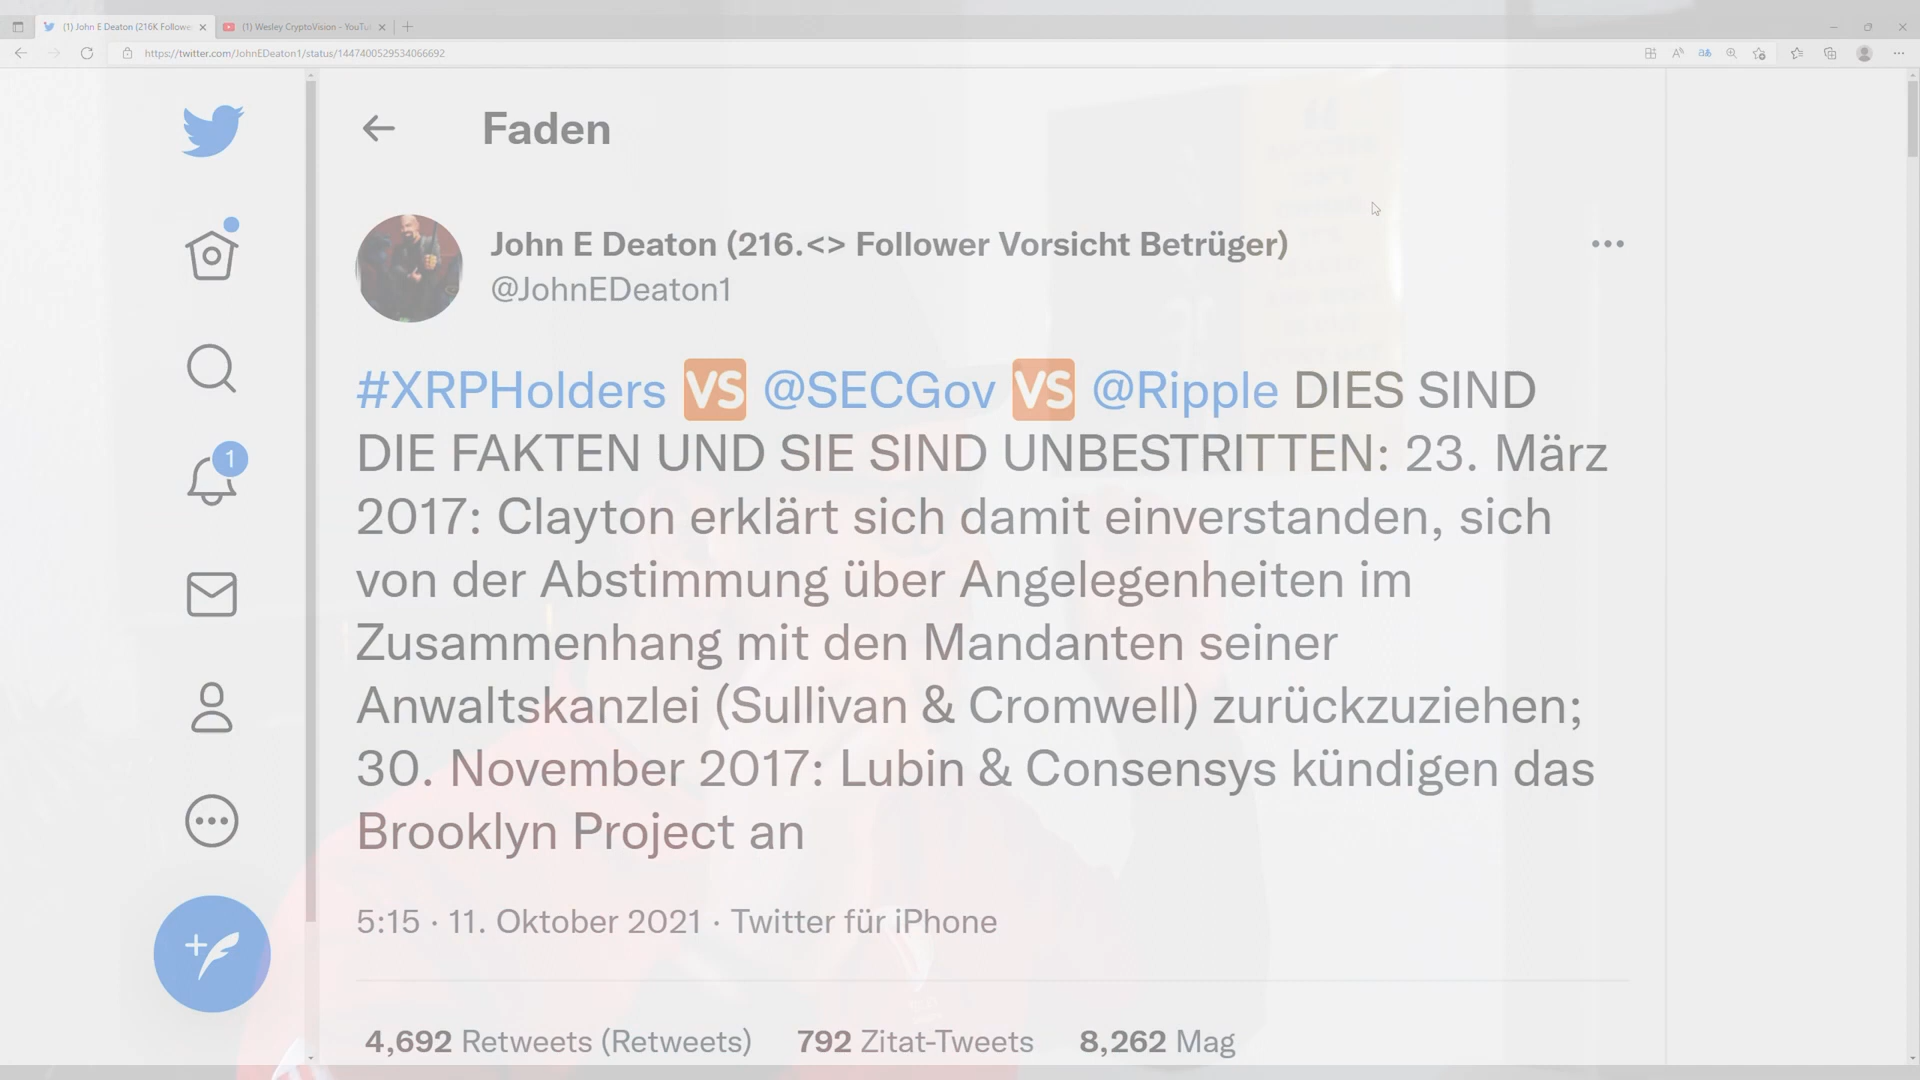 (1) John E Deaton (216K Followe
(1) Wesley CryptoVision - YouTu
https://twitter.com/JohnEDeaton1/status/1447400529534066692
Faden
John E Deaton (216.<> Follower Vorsicht Betrüger)
@JohnEDeaton1
#XRPHolders VS @SECGov VS @Ripple DIES SIND
DIE FAKTEN UND SIE SIND UNBESTRITTEN: 23. März
2017: Clayton erklärt sich damit einverstanden, sich
von der Abstimmung über Angelegenheiten im
Zusammenhang mit den Mandanten seiner
Anwaltskanzlei (Sullivan & Cromwell) zurückzuziehen;
30. November 2017: Lubin & Consensys kündigen das
Brooklyn Project an
1
5:15 · 11. Oktober 2021 · Twitter für iPhone
4,692 Retweets (Retweets) 792 Zitat-Tweets 8,262 Mag